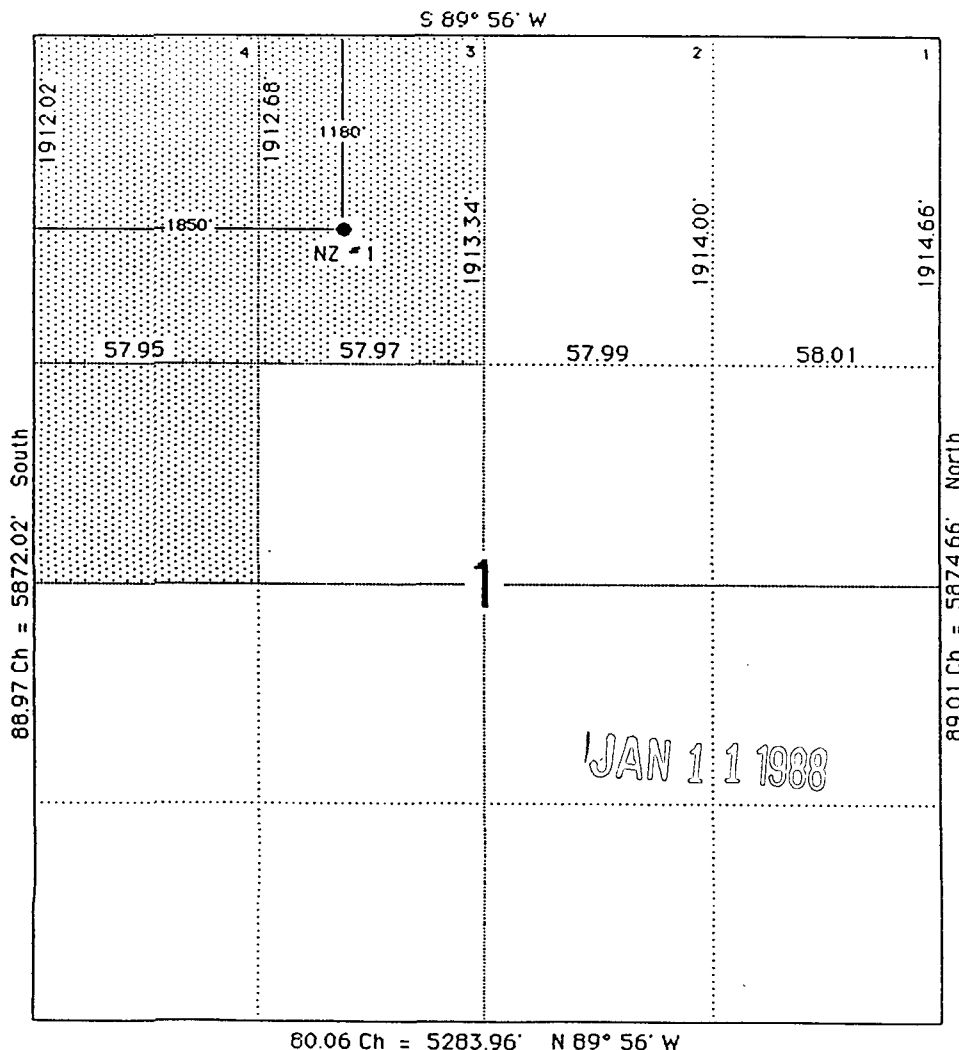 S 89° 56' W
4
3
2
1
1912.02
1912.68'
1180'
1850'
NZ #1
1913.34'
1914.00'
1914.66'
57.95
57.97
57.99
58.01
88.97 Ch = 5872.02' South
89.01 Ch = 5874.66' North
1
JAN 11 1988
80.06 Ch = 5283.96' N 89° 56' W